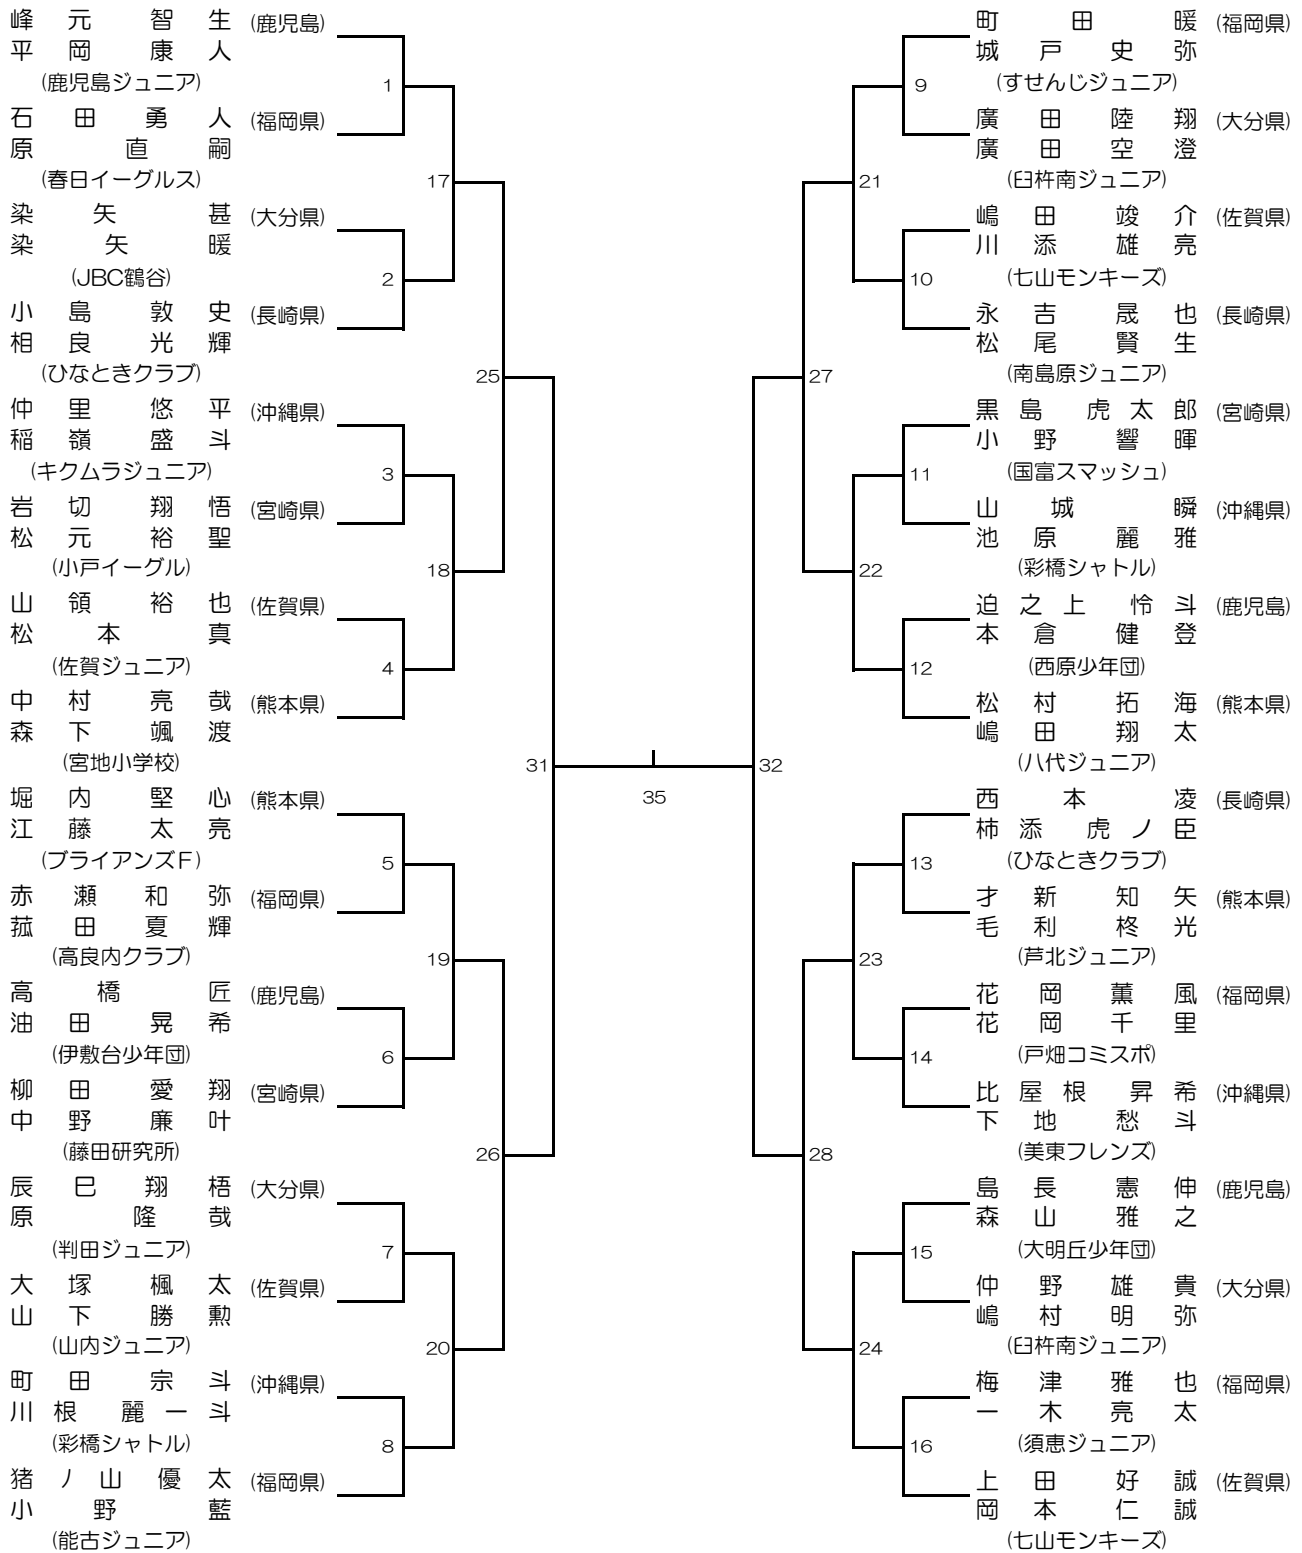 峰元智生 (鹿児島)
平岡康人
(鹿児島ジュニア)
1
石田勇人 (福岡県)
原直嗣
(春日イーグルス)
17
染矢甚 (大分県)
染矢暖
(JBC鶴谷)
2
小島敦史 (長崎県)
相良光輝
(ひなときクラブ)
25
仲里悠平 (沖縄県)
稲嶺盛斗
(キクムラジュニア)
3
岩切翔悟 (宮崎県)
松元裕聖
(小戸イーグル)
18
山領裕也 (佐賀県)
松本真
(佐賀ジュニア)
4
中村亮哉 (熊本県)
森下颯渡
(宮地小学校)
31
堀内堅心 (熊本県)
江藤太亮
(ブライアンズF)
5
赤瀬和弥 (福岡県)
菰田夏輝
(高良内クラブ)
19
高橋匠 (鹿児島)
油田晃希
(伊敷台少年団)
6
柳田愛翔 (宮崎県)
中野廉叶
(藤田研究所)
26
辰巳翔梧 (大分県)
原隆哉
(判田ジュニア)
7
大塚楓太 (佐賀県)
山下勝勲
(山内ジュニア)
20
町田宗斗 (沖縄県)
川根麗一斗
(彩橋シャトル)
8
猪ノ山優太 (福岡県)
小野藍
(能古ジュニア)
35
町田暖 (福岡県)
城戸史弥
(すせんじジュニア)
9
廣田陸翔 (大分県)
廣田空澄
(臼杵南ジュニア)
21
嶋田竣介 (佐賀県)
川添雄亮
(七山モンキーズ)
10
永吉晟也 (長崎県)
松尾賢生
(南島原ジュニア)
27
黒島虎太郎 (宮崎県)
小野響暉
(国富スマッシュ)
11
山城瞬 (沖縄県)
池原麗雅
(彩橋シャトル)
22
迫之上怜斗 (鹿児島)
本倉健登
(西原少年団)
12
松村拓海 (熊本県)
嶋田翔太
(八代ジュニア)
32
西本凌 (長崎県)
柿添虎ノ臣
(ひなときクラブ)
13
才新知矢 (熊本県)
毛利柊光
(芦北ジュニア)
23
花岡薫風 (福岡県)
花岡千里
(戸畑コミスポ)
14
比屋根昇希 (沖縄県)
下地愁斗
(美東フレンズ)
28
島長憲伸 (鹿児島)
森山雅之
(大明丘少年団)
15
仲野雄貴 (大分県)
嶋村明弥
(臼杵南ジュニア)
24
梅津雅也 (福岡県)
一木亮太
(須恵ジュニア)
16
上田好誠 (佐賀県)
岡本仁誠
(七山モンキーズ)